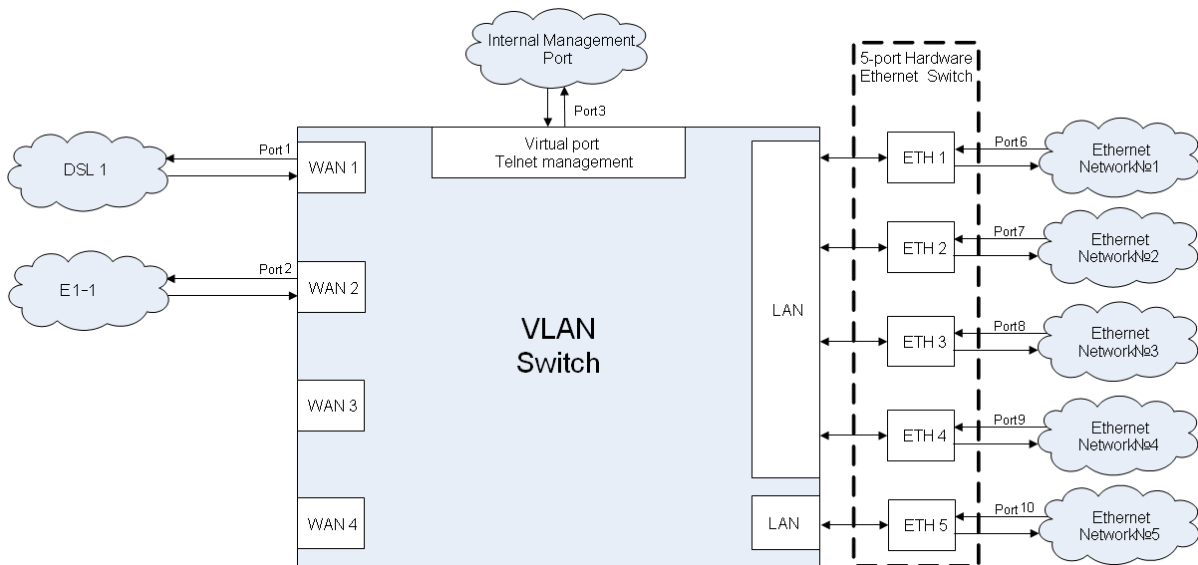 Internal Management
Port
5-port Hardware
Ethernet Switch
Port3
Virtual port
Telnet management
DSL 1
Port 1
WAN 1
ETH 1
Port6
Ethernet
Network№1
E1-1
Port 2
WAN 2
ETH 2
Port7
Ethernet
Network№2
VLAN
Switch
LAN
ETH 3
Port8
Ethernet
Network№3
WAN 3
ETH 4
Port9
Ethernet
Network№4
WAN 4
LAN
ETH 5
Port 10
Ethernet
Network№5